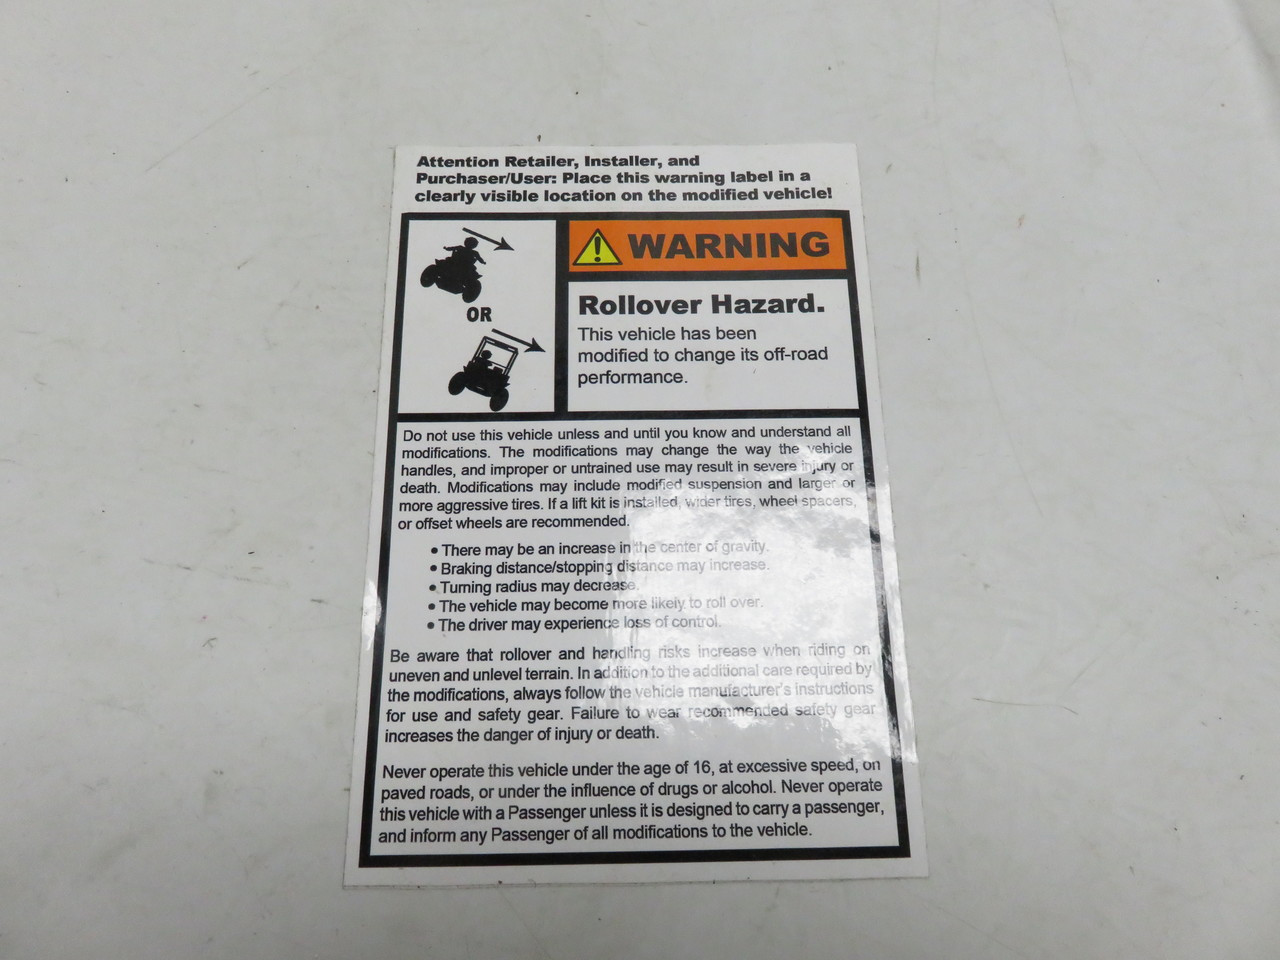 Attention Retailer, Installer, and
Purchaser/User: Place this warning label in a
clearly visible location on the modified vehicle!
WARNING
OR
Rollover Hazard.
This vehicle has been
modified to change its off-road
performance.
Do not use this vehicle unless and until you know and understand all
modifications. The modifications may change the way the vehicle
handles, and improper or untrained use may result in severe injury or
death. Modifications may include modified suspension and larger or
more aggressive tires. If a lift kit is installed, wider tires, wheel spacers,
or offset wheels are recommended.
• There may be an increase in the center of gravity.
• Braking distance/stopping distance may increase.
• Turning radius may decrease.
• The vehicle may become more likely to roll over.
• The driver may experience loss of control.
Be aware that rollover and handling risks increase when riding on
uneven and unlevel terrain. In addition to the additional care required by
the modifications, always follow the vehicle manufacturer's instructions
for use and safety gear. Failure to wear recommended safety gear
increases the danger of injury or death.
Never operate this vehicle under the age of 16, at excessive speed, on
paved roads, or under the influence of drugs or alcohol. Never operate
this vehicle with a Passenger unless it is designed to carry a passenger,
and inform any Passenger of all modifications to the vehicle.